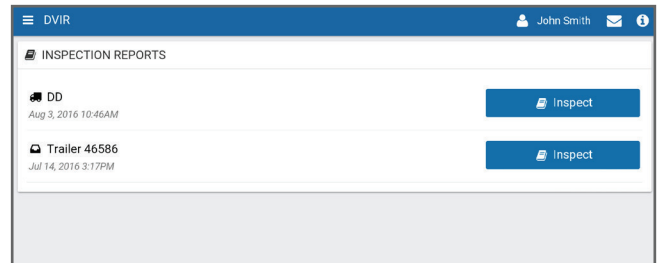 DVIR
John Smith
INSPECTION REPORTS
DD
Inspect
Aug 3, 2016 10:46AM
Trailer 46586
Inspect
Jul 14, 2016 3:17PM